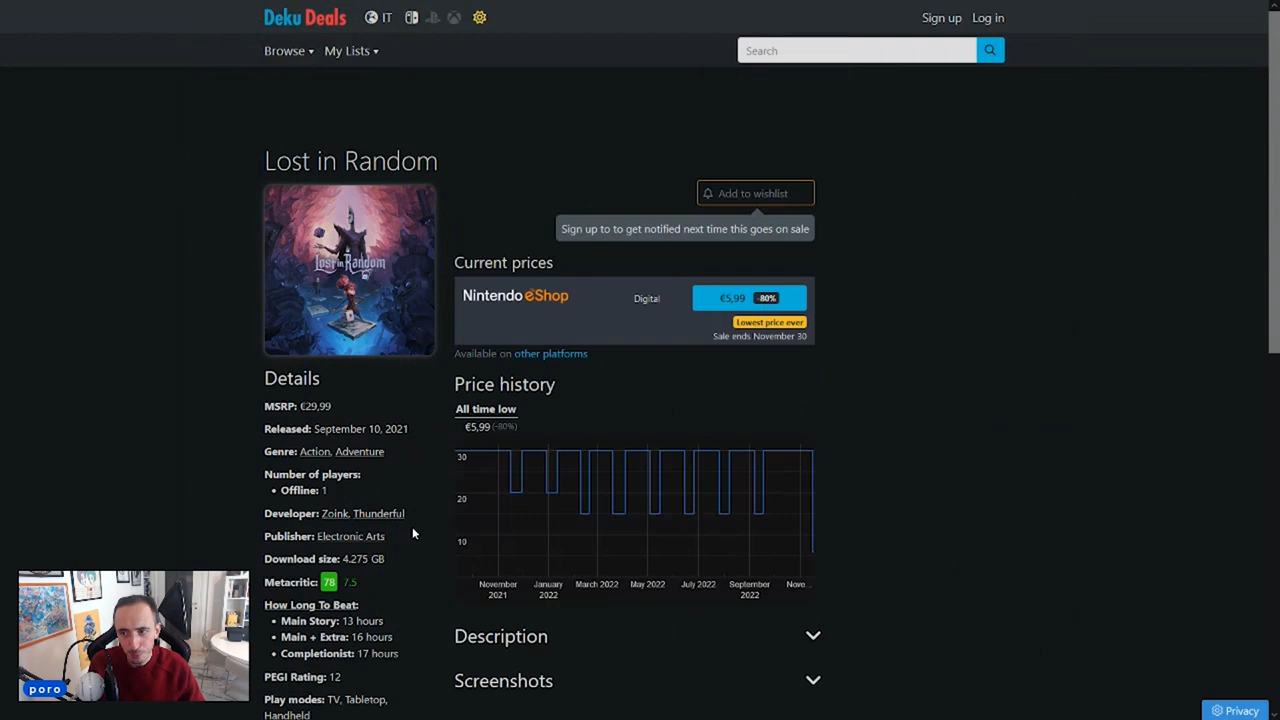 Deku Deals IT
Sign up Log in
Browse My Lists
Search
Lost in Random
Add to wishlist
Sign up to to get notified next time this goes on sale
Lost in Random
Current prices
Nintendo eShop Digital €5,99 -80%
Lowest price ever
Sale ends November 30
Available on other platforms
Details
MSRP: €29,99
Released: September 10, 2021
Genre: Action, Adventure
Number of players:
• Offline: 1
Developer: Zoink, Thunderful
Publisher: Electronic Arts
Download size: 4.275 GB
Metacritic: 78 7.5
How Long To Beat:
• Main Story: 13 hours
• Main + Extra: 16 hours
• Completionist: 17 hours
PEGI Rating: 12
Play modes: TV, Tabletop,
Handheld
Price history
All time low
€5,99 (-80%)
30
20
10
November 2021
January 2022
March 2022
May 2022
July 2022
September 2022
Nove...
Description
Screenshots
poro
Privacy